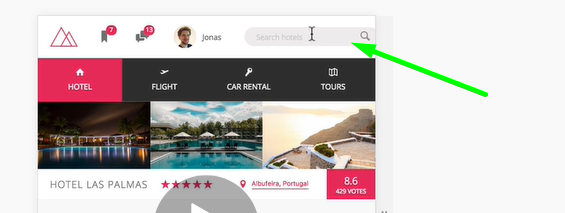 7
13
Jonas
Search hotels
HOTEL
FLIGHT
CAR RENTAL
TOURS
HOTEL LAS PALMAS
Albufeira, Portugal
8.6
429 VOTES